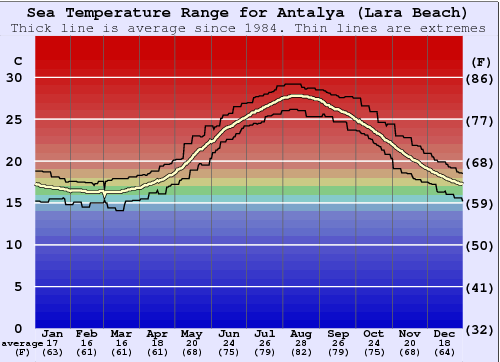 Sea Temperature Range for Antalya (Lara Beach)
Thick line is average since 1984. Thin lines are extremes
C (F)
30 (86)
25 (77)
20 (68)
15 (59)
10 (50)
5 (41)
0 (32)
Jan Feb Mar Apr May Jun Jul Aug Sep Oct Nov Dec
average 17 16 16 18 20 24 26 28 26 24 20 18
(F) (63) (61) (61) (61) (68) (75) (79) (82) (79) (75) (68) (64)